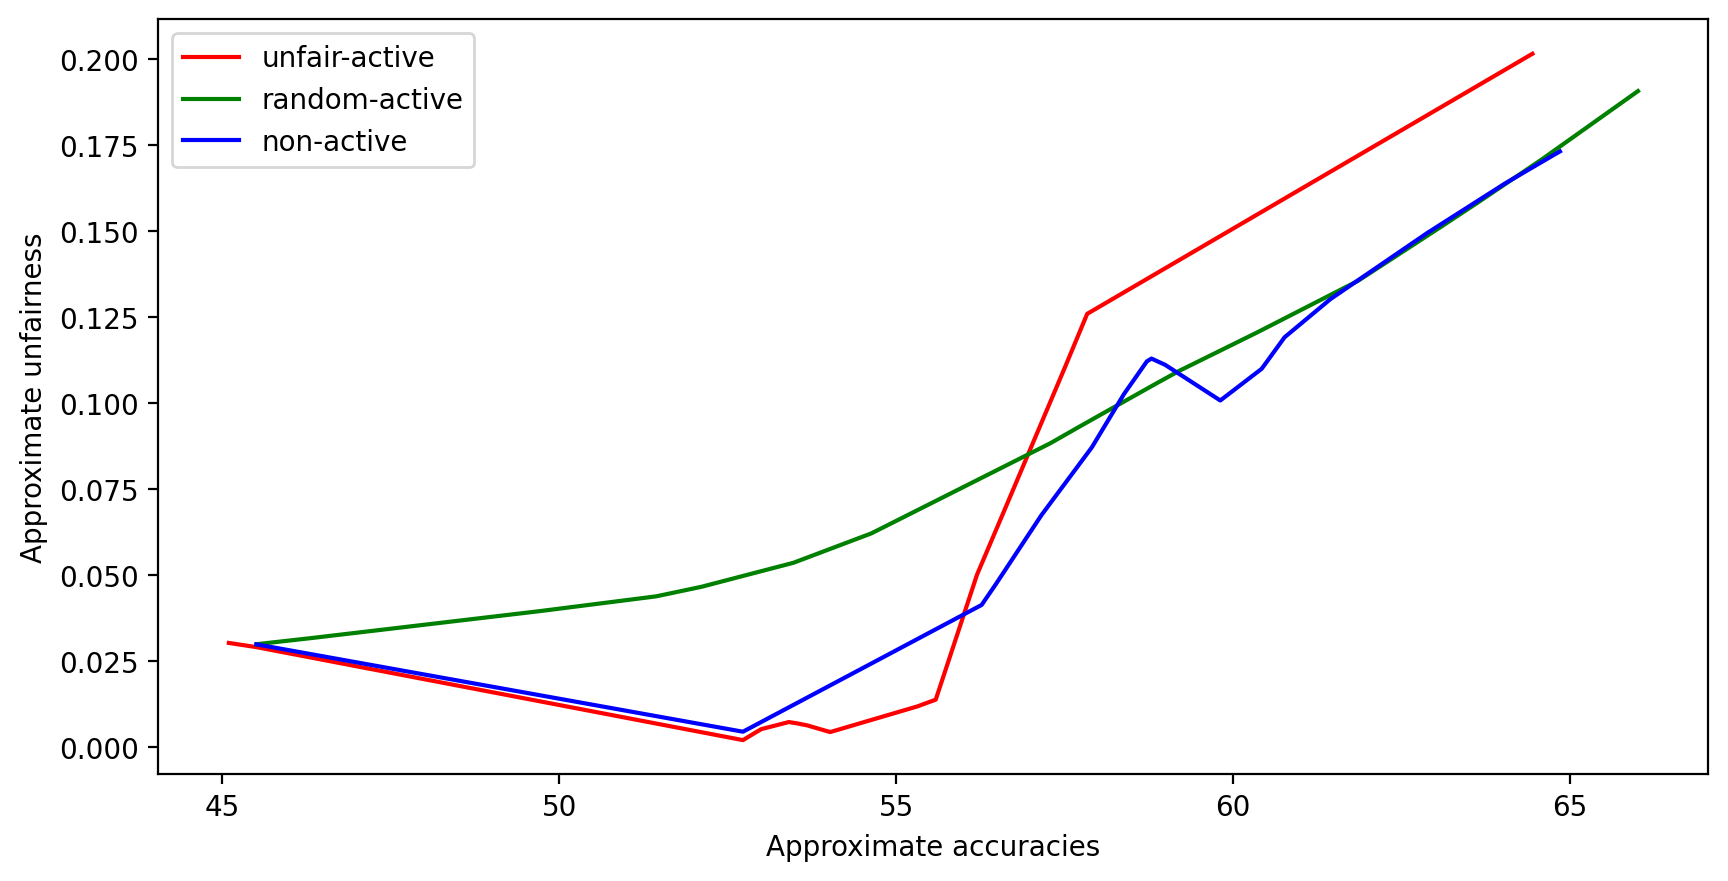 unfair-active
random-active
non-active
Approximate unfairness
0.200
0.175
0.150
0.125
0.100
0.075
0.050
0.025
0.000
45 50 55 60 65
Approximate accuracies